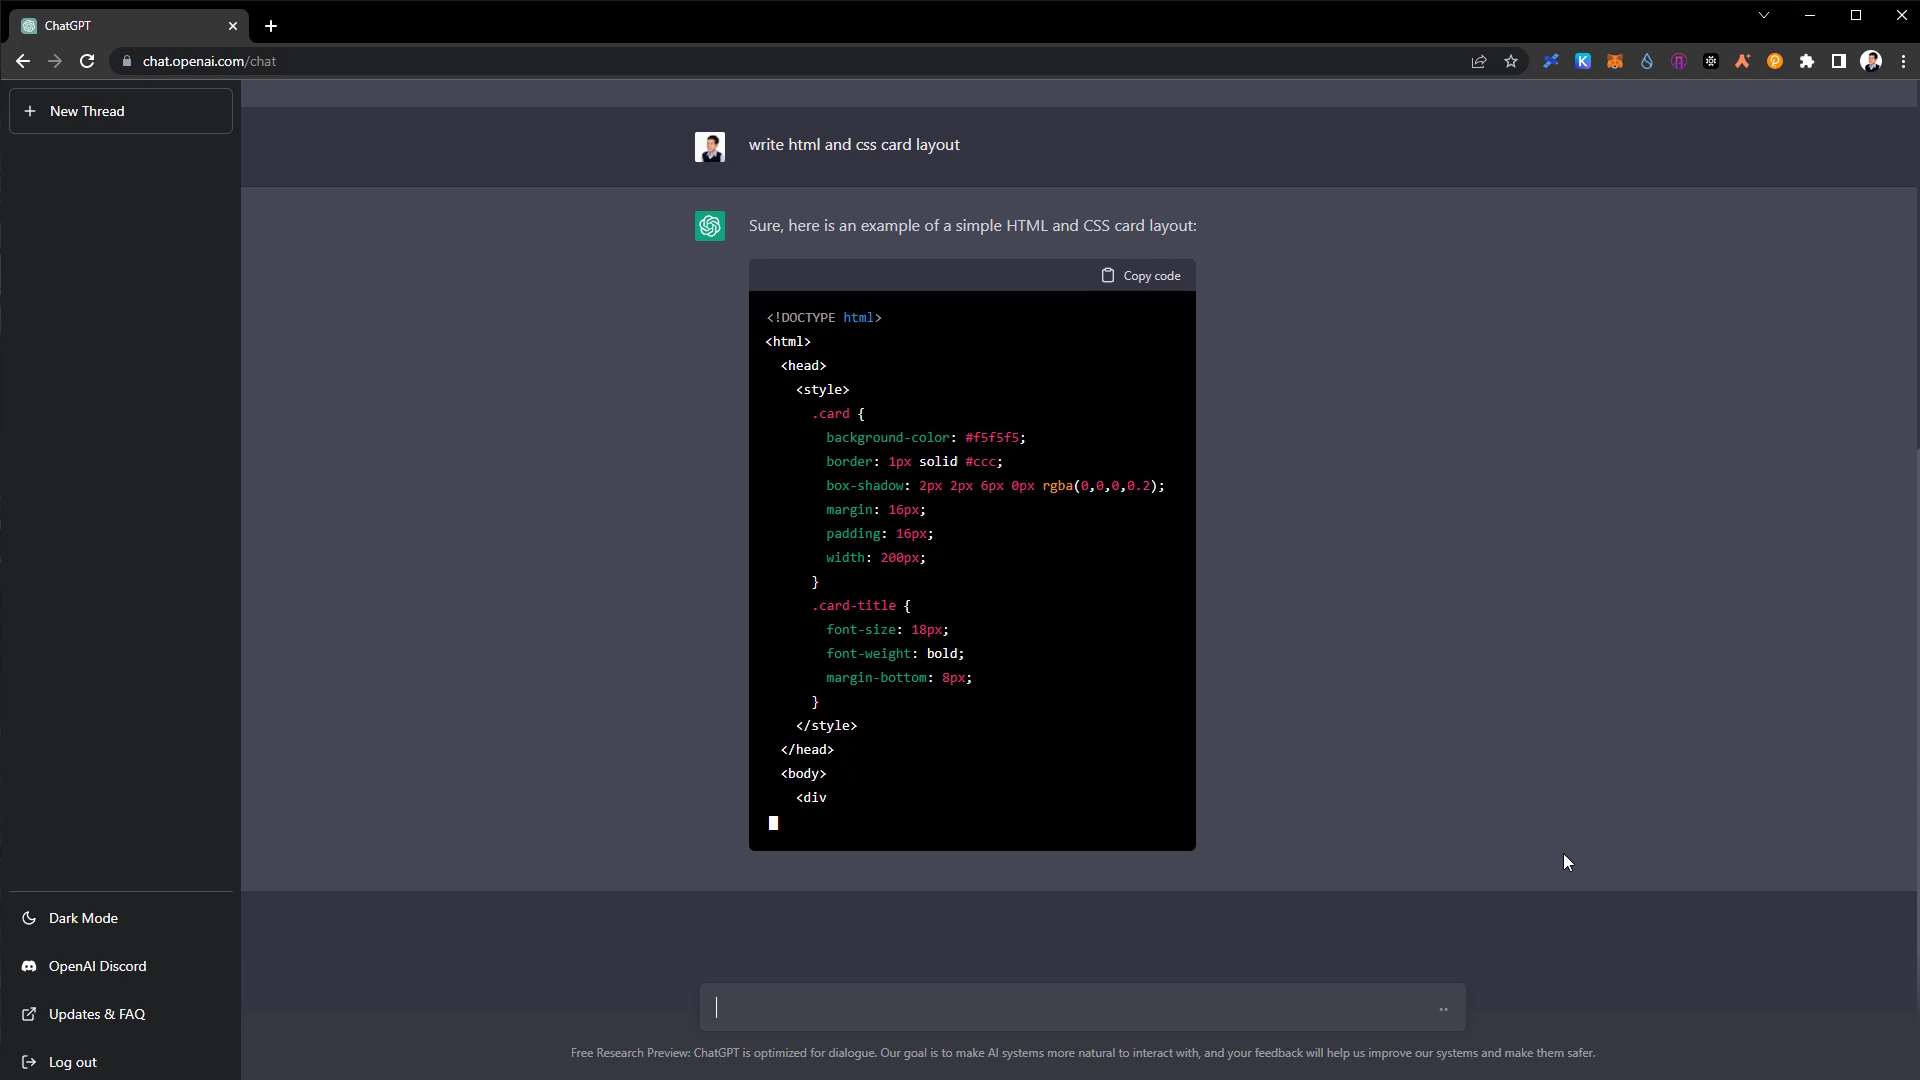 ChatGPT
chat.openai.com/chat
New Thread
write html and css card layout
Sure, here is an example of a simple HTML and CSS card layout:
Copy code
<!DOCTYPE html>
<html>
  <head>
    <style>
      .card {
        background-color: #f5f5f5;
        border: 1px solid #ccc;
        box-shadow: 2px 2px 6px 0px rgba(0,0,0,0.2);
        margin: 16px;
        padding: 16px;
        width: 200px;
      }
      .card-title {
        font-size: 18px;
        font-weight: bold;
        margin-bottom: 8px;
      }
    </style>
  </head>
  <body>
    <div
Dark Mode
OpenAI Discord
Updates & FAQ
Log out
Free Research Preview: ChatGPT is optimized for dialogue. Our goal is to make AI systems more natural to interact with, and your feedback will help us improve our systems and make them safer.